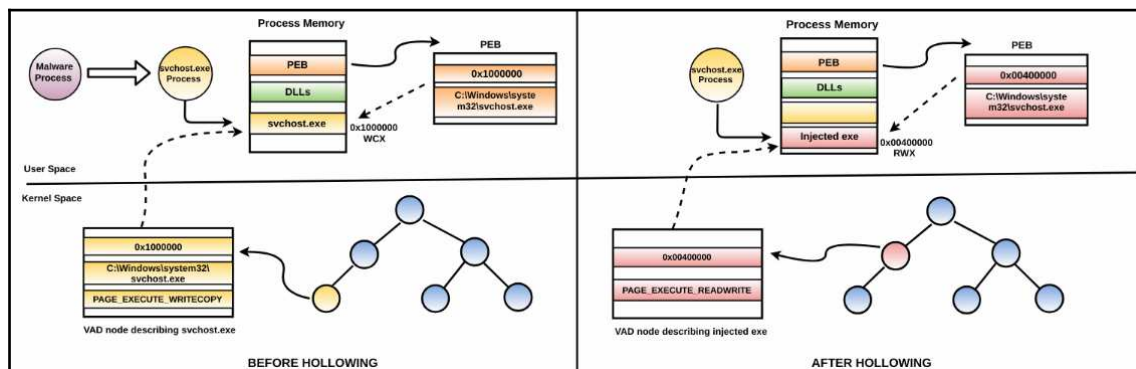 Process Memory
PEB
Malware
Process
svchost.exe
Process
PEB
DLLs
svchost.exe
0x1000000
C:\Windows\syste
m32\svchost.exe
0x1000000
WCX
User Space
Kernel Space
0x1000000
C:\Windows\system32\
svchost.exe
PAGE_EXECUTE_WRITECOPY
VAD node describing svchost.exe
BEFORE HOLLOWING
Process Memory
PEB
svchost.exe
Process
PEB
DLLs
Injected exe
0x00400000
C:\Windows\syste
m32\svchost.exe
0x00400000
RWX
0x00400000
PAGE_EXECUTE_READWRITE
VAD node describing injected exe
AFTER HOLLOWING